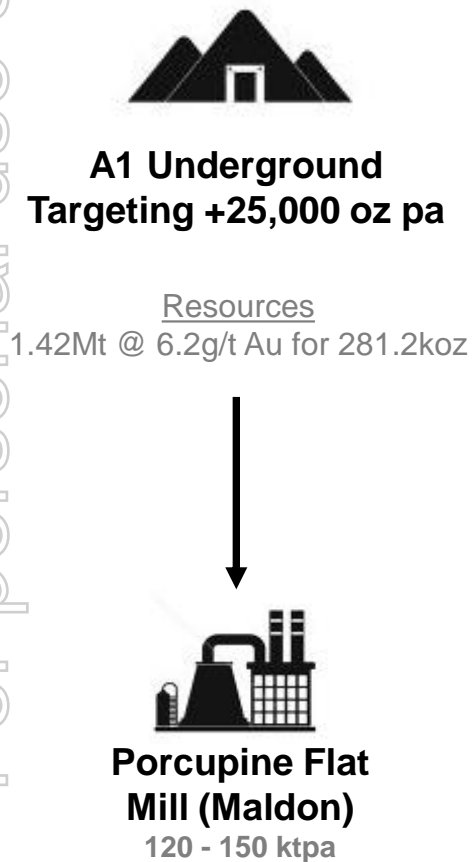 A1 Underground
Targeting +25,000 oz pa
Resources
1.42Mt @ 6.2g/t Au for 281.2koz
Porcupine Flat
Mill (Maldon)
120 - 150 ktpa